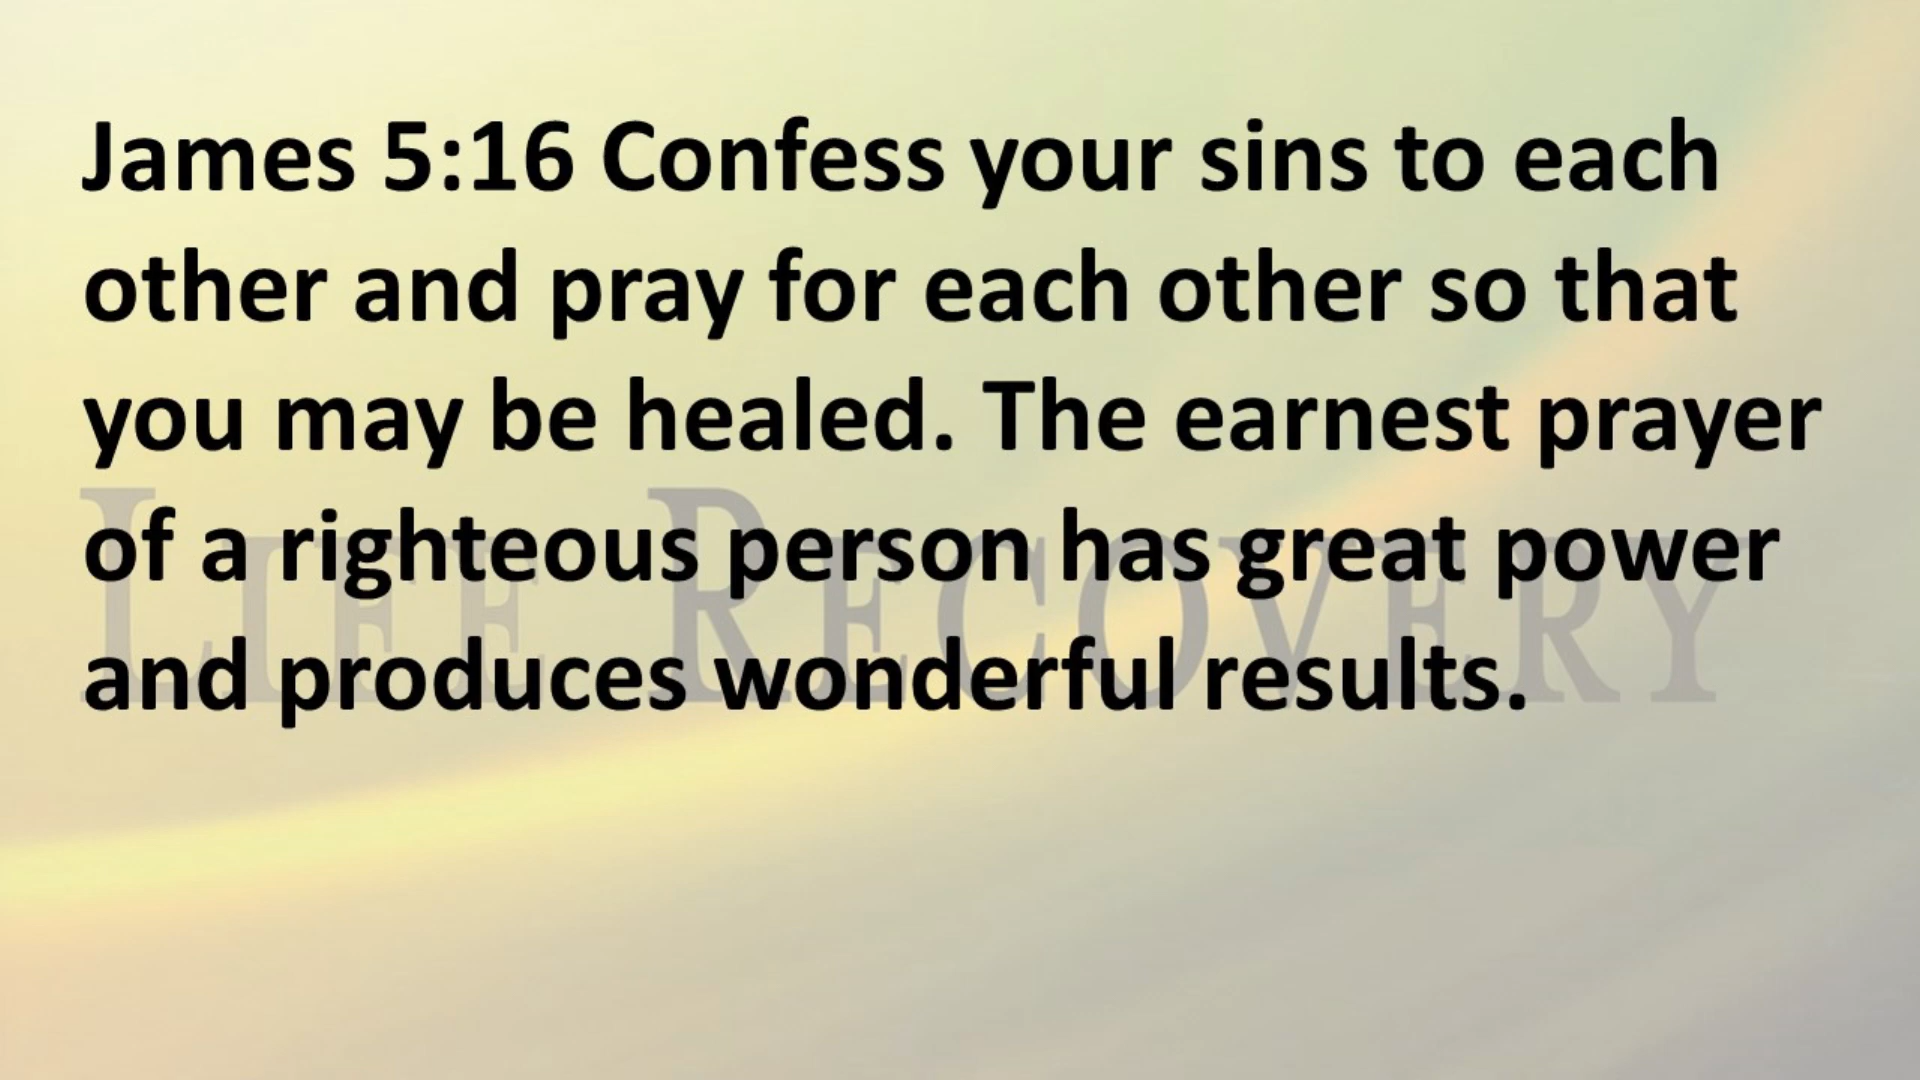 James 5:16 Confess your sins to each
other and pray for each other so that
you may be healed. The earnest prayer
of a righteous person has great power
and produces wonderful results.
LIFE RECOVERY